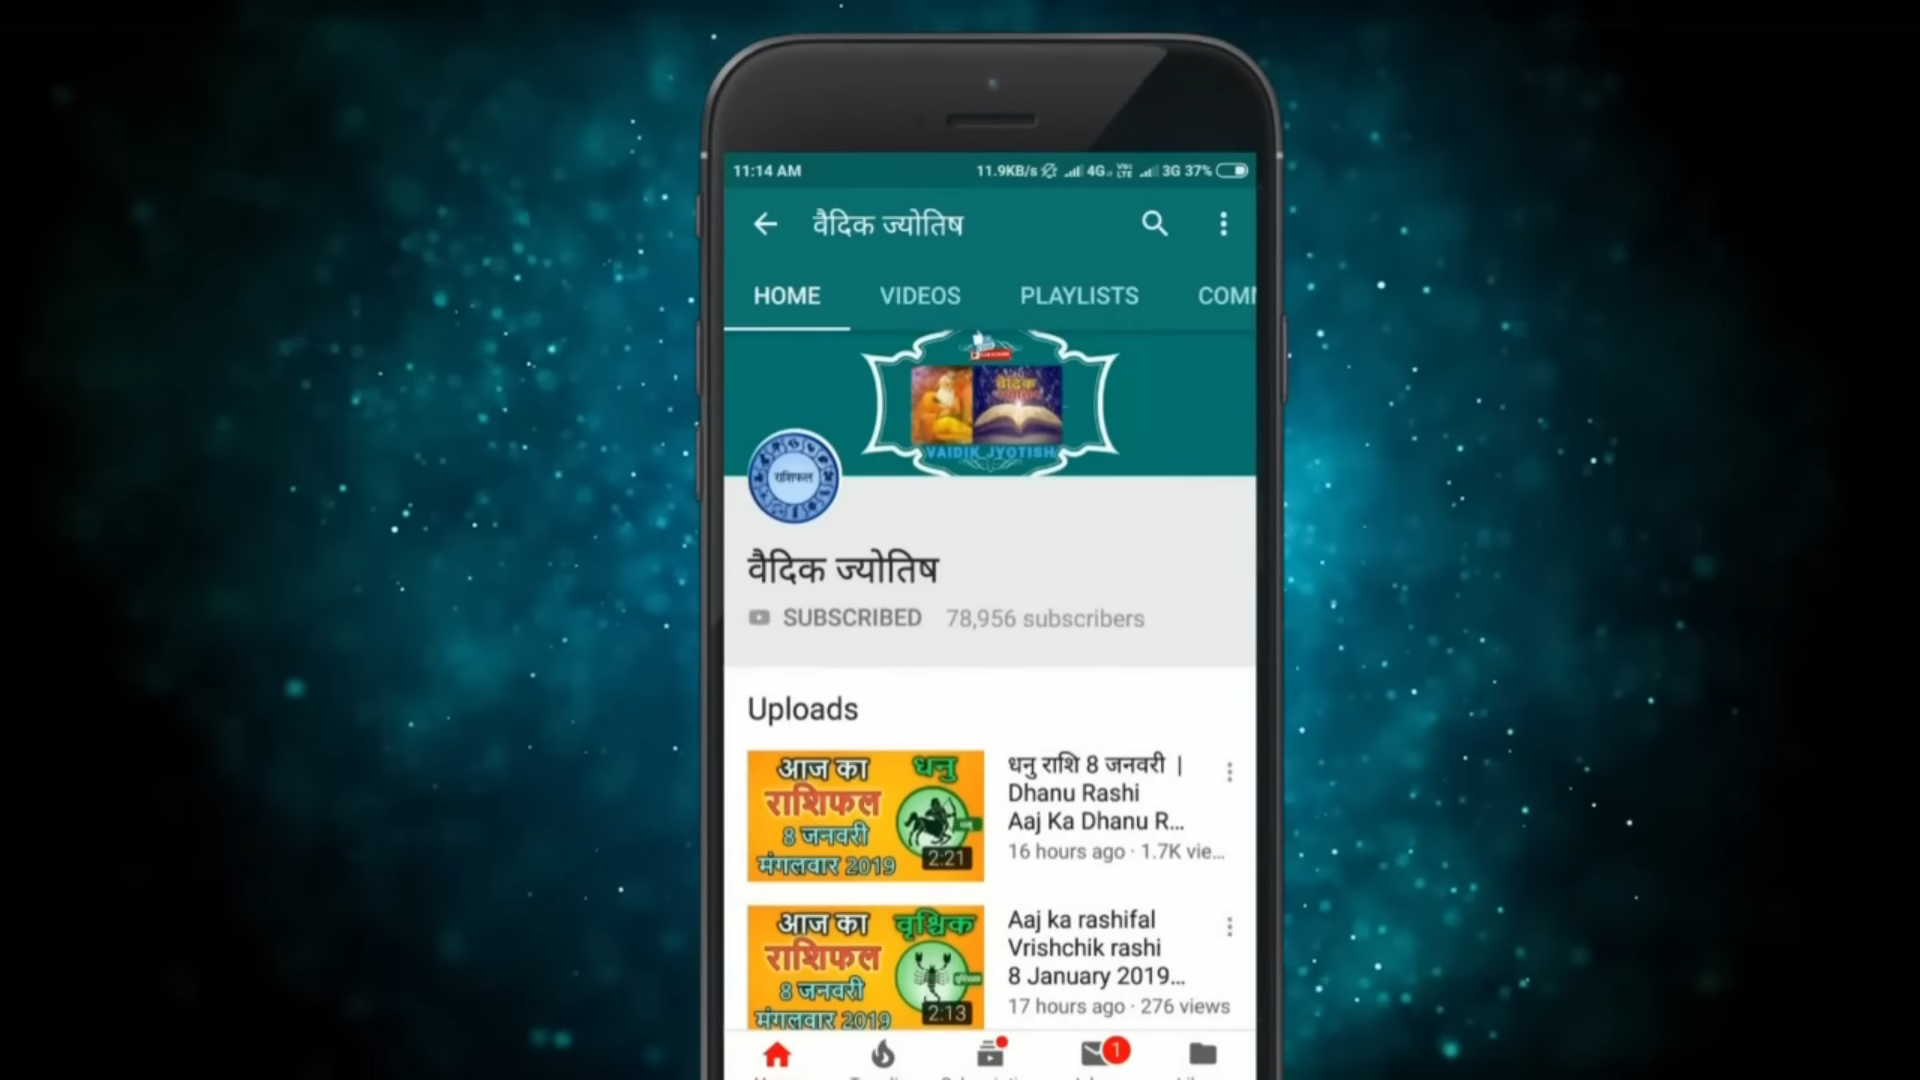 11:14 AM 11.9KB/s 4G VoLTE 3G 37%
वैदिक ज्योतिष
HOME VIDEOS PLAYLISTS COM
वैदिक
VAIDIK JYOTISH
राशिफल
वैदिक ज्योतिष
SUBSCRIBED 78,956 subscribers
Uploads
आज का धनु
राशिफल
8 जनवरी
मंगलवार 2019
2:21
धनु राशि 8 जनवरी |
Dhanu Rashi
Aaj Ka Dhanu R...
16 hours ago · 1.7K vie...
आज का वृश्चिक
राशिफल
8 जनवरी
मंगलवार 2019
2:13
Aaj ka rashifal
Vrishchik rashi
8 January 2019...
17 hours ago · 276 views
1